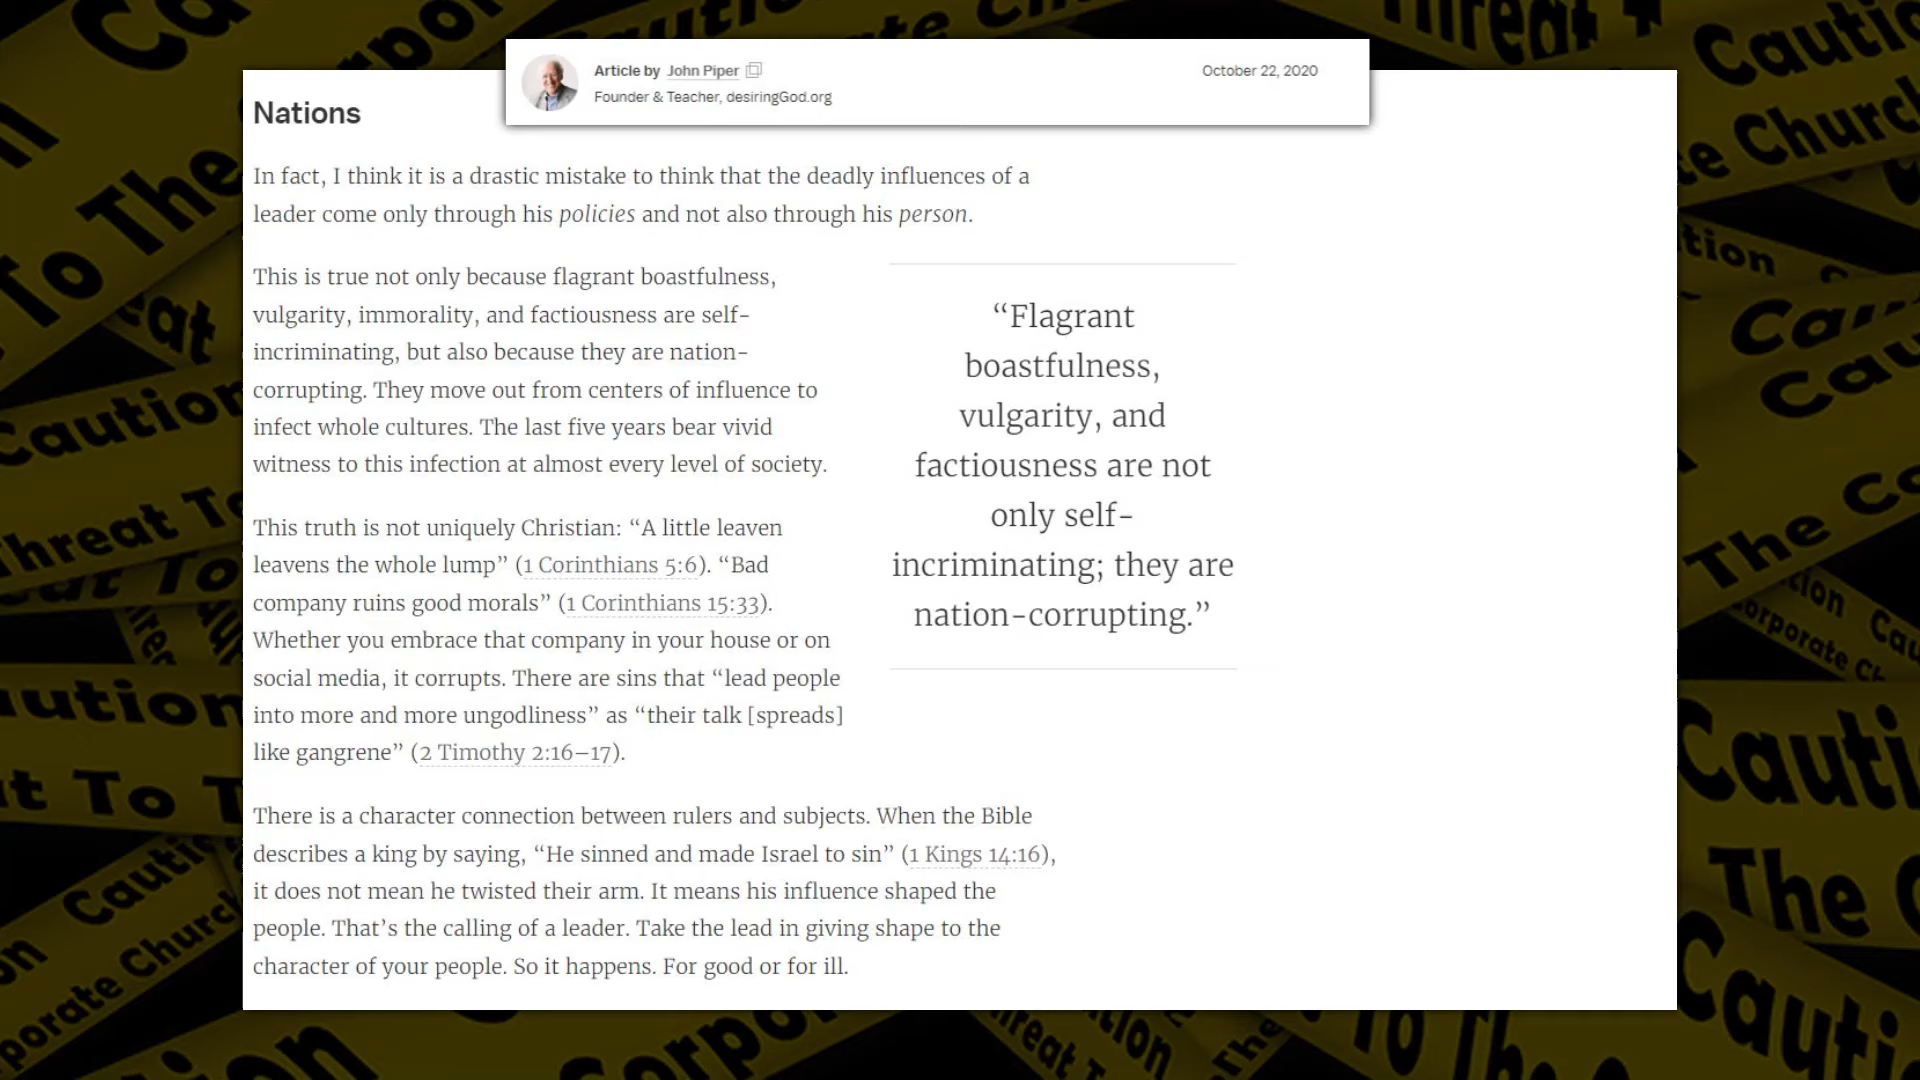 Article by John Piper
October 22, 2020
Founder & Teacher, desiringGod.org
Nations
In fact, I think it is a drastic mistake to think that the deadly influences of a
leader come only through his policies and not also through his person.
This is true not only because flagrant boastfulness,
vulgarity, immorality, and factiousness are self-
incriminating, but also because they are nation-
corrupting. They move out from centers of influence to
infect whole cultures. The last five years bear vivid
witness to this infection at almost every level of society.
“Flagrant
boastfulness,
vulgarity, and
factiousness are not
only self-
incriminating; they are
nation-corrupting.”
This truth is not uniquely Christian: “A little leaven
leavens the whole lump” (1 Corinthians 5:6). “Bad
company ruins good morals” (1 Corinthians 15:33).
Whether you embrace that company in your house or on
social media, it corrupts. There are sins that “lead people
into more and more ungodliness” as “their talk [spreads]
like gangrene” (2 Timothy 2:16–17).
There is a character connection between rulers and subjects. When the Bible
describes a king by saying, “He sinned and made Israel to sin” (1 Kings 14:16),
it does not mean he twisted their arm. It means his influence shaped the
people. That’s the calling of a leader. Take the lead in giving shape to the
character of your people. So it happens. For good or for ill.
To The
Caution
Threat To
Caution
The
Threat
Church
Corporate